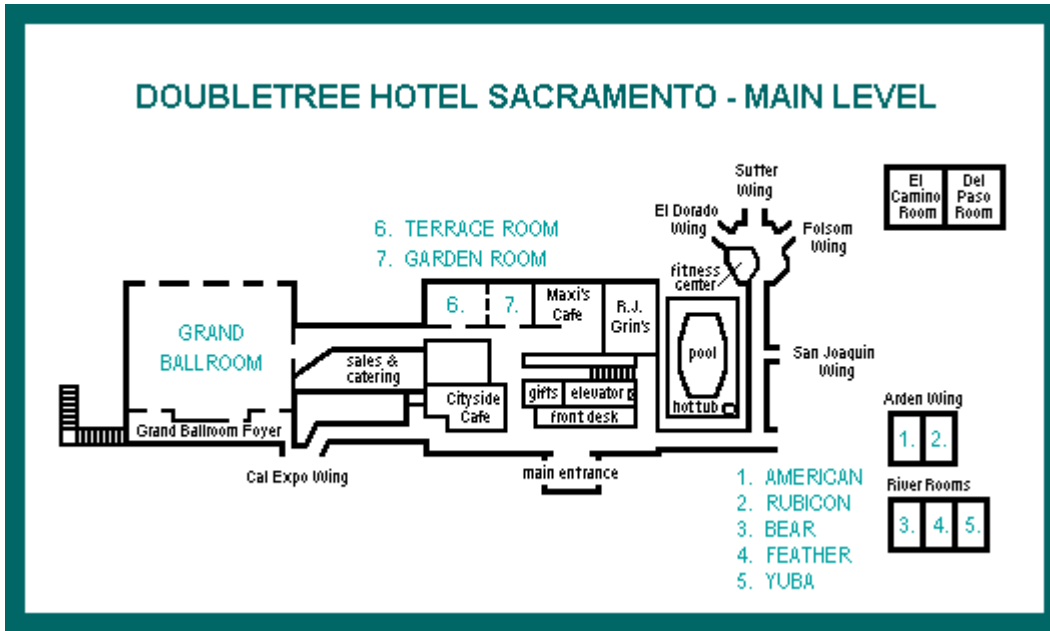 DOUBLETREE HOTEL SACRAMENTO - MAIN LEVEL
Sutter
Wing
El
Camino
Room
Del
Paso
Room
El Dorado
Wing
Folsom
Wing
6. TERRACE ROOM
7. GARDEN ROOM
fitness
center
6.
7.
Maxi's
Cafe
R.J.
Grin's
GRAND
BALLROOM
pool
San Joaquin
Wing
sales &
catering
gifts
elevator
Cityside
Cafe
front desk
hot tub
Arden Wing
1.
2.
Grand Ballroom Foyer
Cal Expo Wing
main entrance
1. AMERICAN
2. RUBICON
3. BEAR
4. FEATHER
5. YUBA
River Rooms
3.
4.
5.